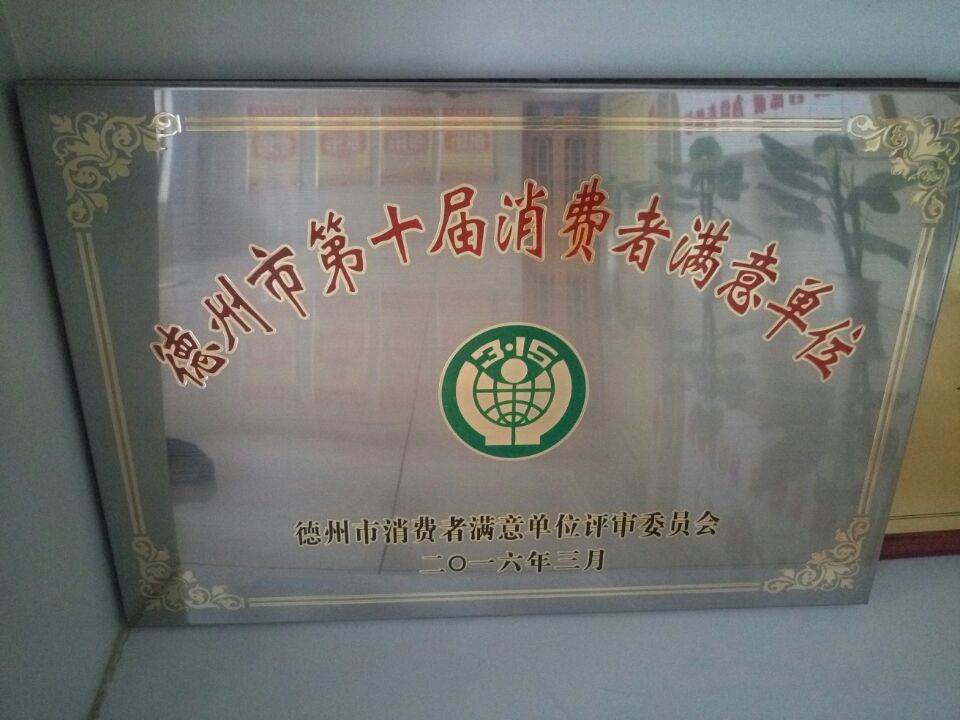 德州市第十届消费者满意单位
3·15
德州市消费者满意单位评审委员会
二〇一六年三月